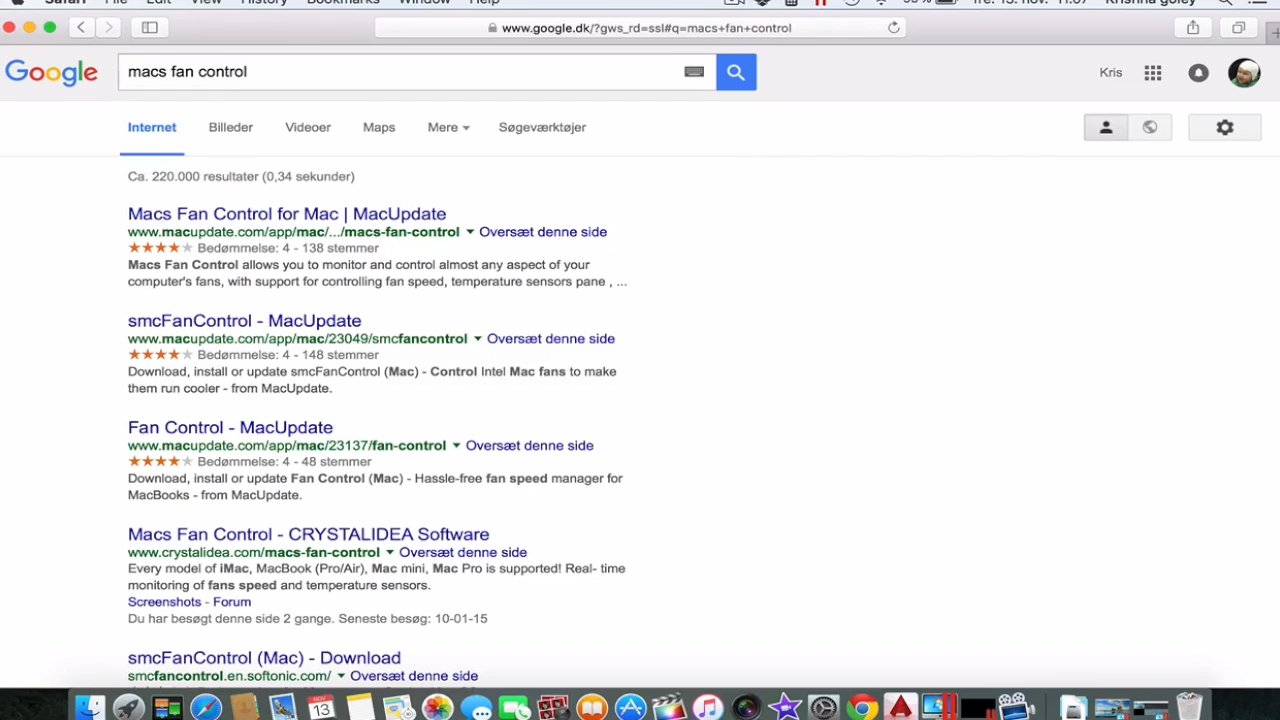 Safari File Edit View History Bookmarks Window Help
www.google.dk/?gws_rd=ssl#q=macs+fan+control
Google macs fan control
Kris
Internet Billeder Videoer Maps Mere Søgeværktøjer
Ca. 220.000 resultater (0,34 sekunder)
Macs Fan Control for Mac | MacUpdate
www.macupdate.com/app/mac/.../macs-fan-control Oversæt denne side
Bedømmelse: 4 - 138 stemmer
Macs Fan Control allows you to monitor and control almost any aspect of your
computer's fans, with support for controlling fan speed, temperature sensors pane , ...
smcFanControl - MacUpdate
www.macupdate.com/app/mac/23049/smcfancontrol Oversæt denne side
Bedømmelse: 4 - 148 stemmer
Download, install or update smcFanControl (Mac) - Control Intel Mac fans to make
them run cooler - from MacUpdate.
Fan Control - MacUpdate
www.macupdate.com/app/mac/23137/fan-control Oversæt denne side
Bedømmelse: 4 - 48 stemmer
Download, install or update Fan Control (Mac) - Hassle-free fan speed manager for
MacBooks - from MacUpdate.
Macs Fan Control - CRYSTALIDEA Software
www.crystalidea.com/macs-fan-control Oversæt denne side
Every model of iMac, MacBook (Pro/Air), Mac mini, Mac Pro is supported! Real- time
monitoring of fans speed and temperature sensors.
Screenshots - Forum
Du har besøgt denne side 2 gange. Seneste besøg: 10-01-15
smcFanControl (Mac) - Download
smcfancontrol.en.softonic.com/ Oversæt denne side
NOV
13